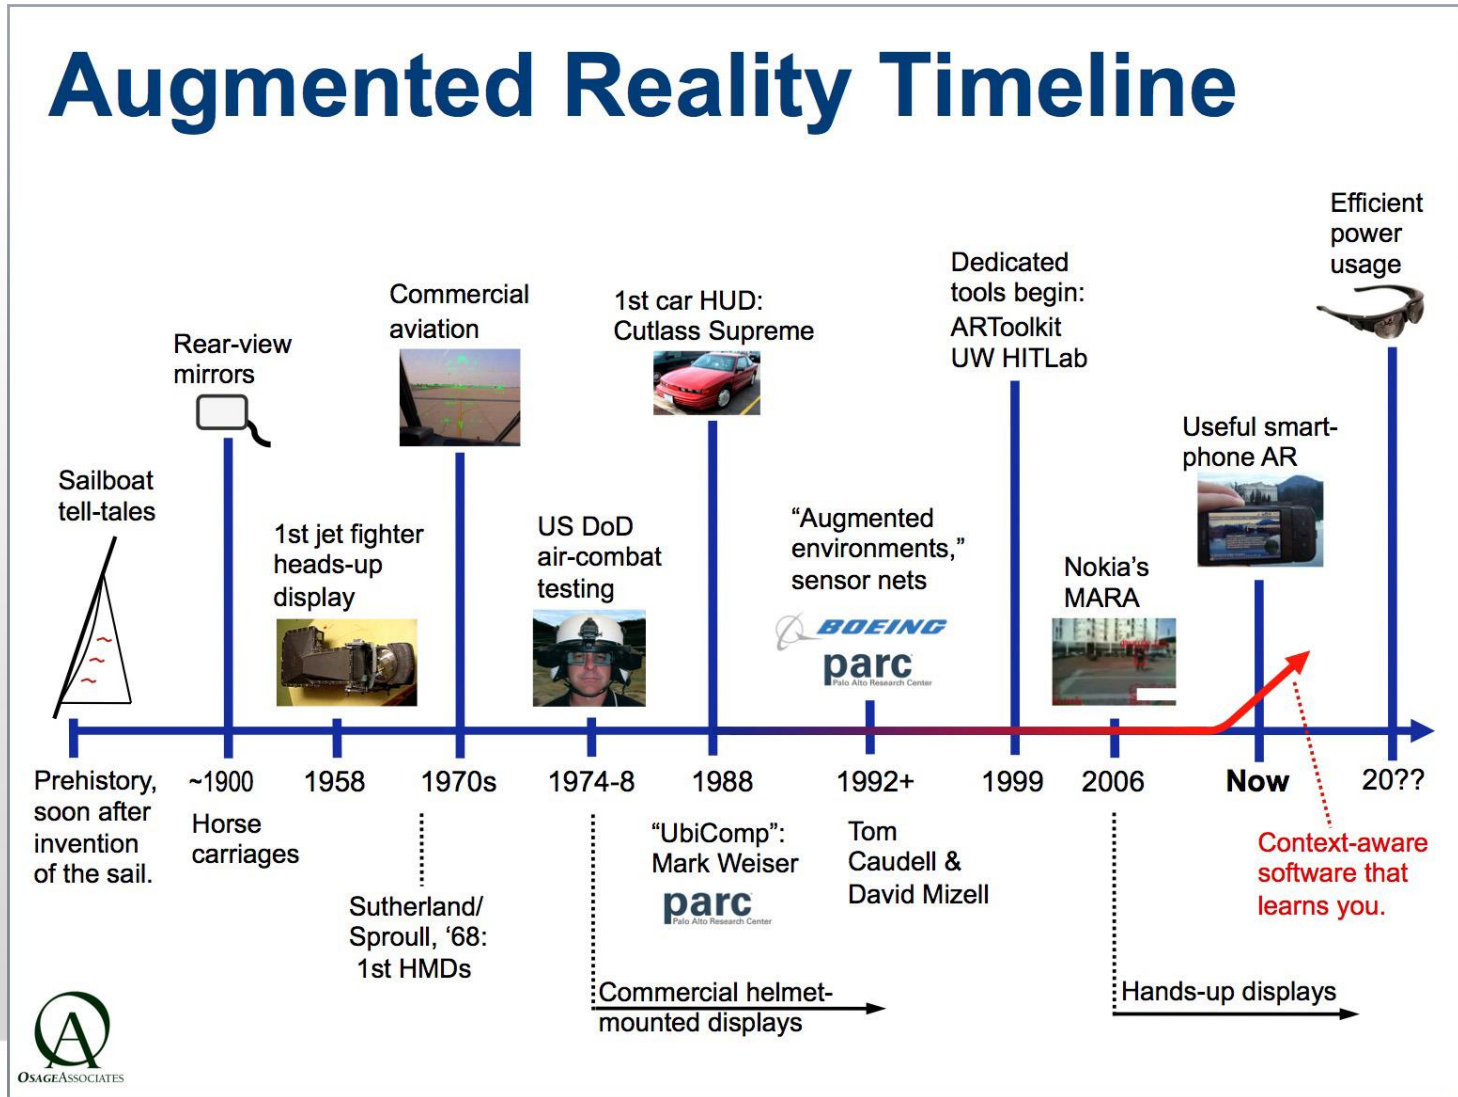 Augmented Reality Timeline
Sailboat
tell-tales
Rear-view
mirrors
1st jet fighter
heads-up
display
Commercial
aviation
US DoD
air-combat
testing
1st car HUD:
Cutlass Supreme
“Augmented
environments,”
sensor nets
BOEING
parc
Palo Alto Research Center
Dedicated
tools begin:
ARToolkit
UW HITLab
Nokia’s
MARA
Useful smart-
phone AR
Efficient
power
usage
Prehistory,
soon after
invention
of the sail.
~1900
Horse
carriages
1958
1970s
Sutherland/
Sproull, ‘68:
1st HMDs
1974-8
Commercial helmet-
mounted displays
1988
“UbiComp”:
Mark Weiser
parc
Palo Alto Research Center
1992+
Tom
Caudell &
David Mizell
1999
2006
Hands-up displays
Now
Context-aware
software that
learns you.
20??
OA
OSAGEASSOCIATES